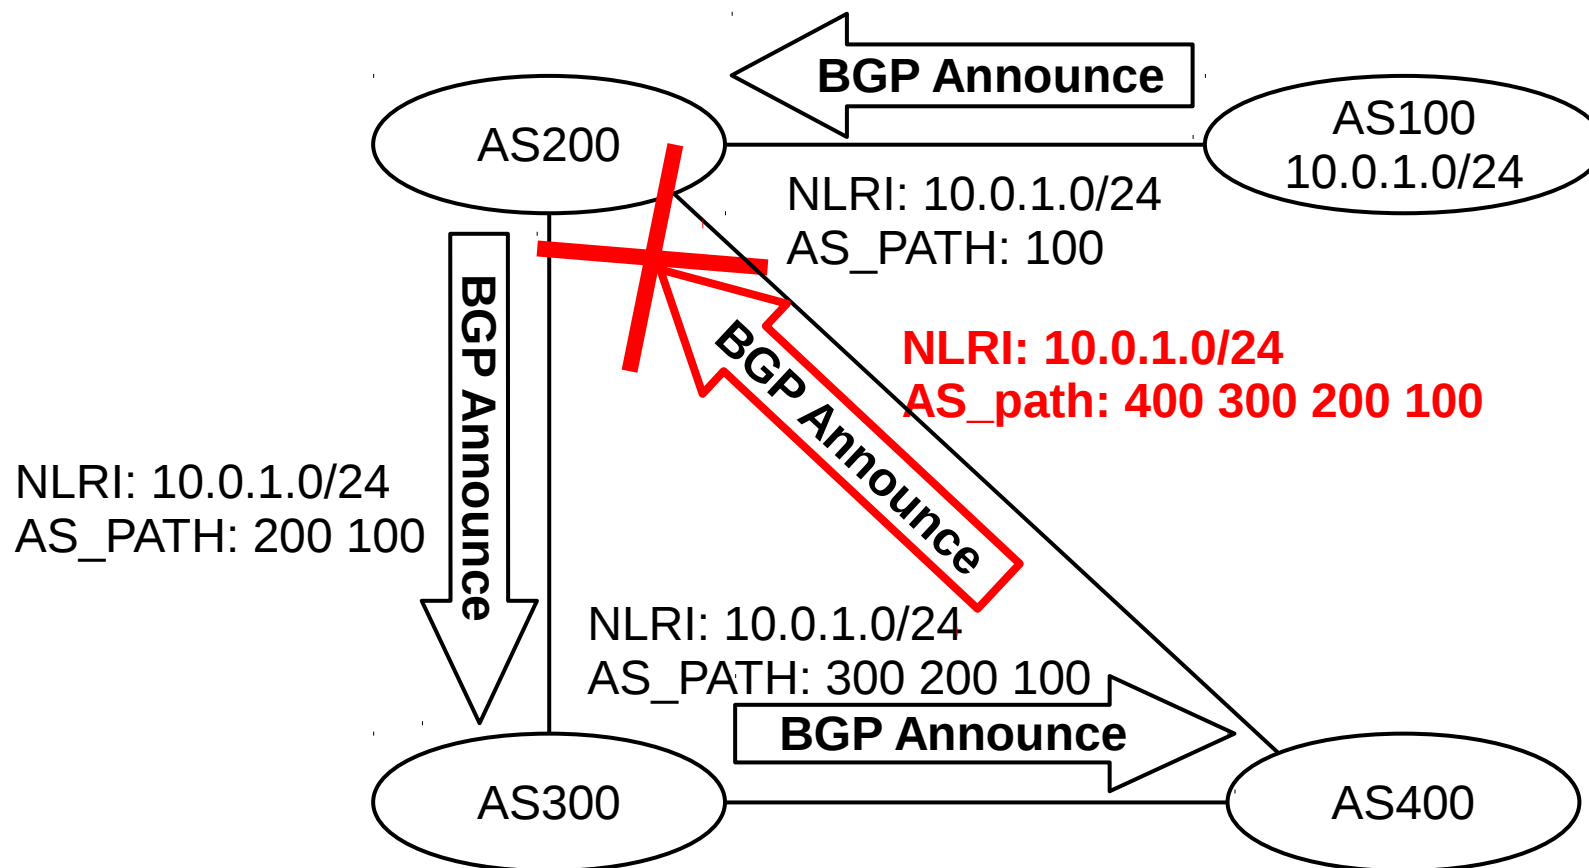 BGP Announce
AS200
AS100
10.0.1.0/24
NLRI: 10.0.1.0/24
AS_PATH: 100
BGP Announce
BGP Announce
NLRI: 10.0.1.0/24
AS_path: 400 300 200 100
NLRI: 10.0.1.0/24
AS_PATH: 200 100
NLRI: 10.0.1.0/24
AS_PATH: 300 200 100
BGP Announce
AS300
AS400